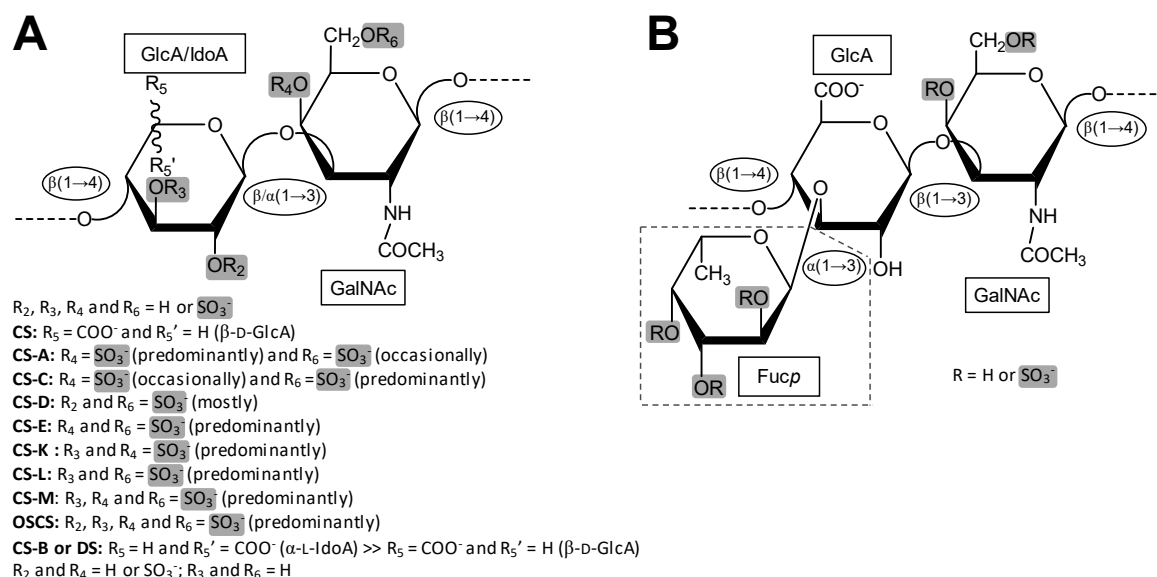 A
GlcA/IdoA
R5
R5'
OR3
OR2
β(1→4)
O
O
O
β/α(1→3)
CH2OR6
R4O
O
O
β(1→4)
NH
COCH3
GalNAc
R2, R3, R4 and R6 = H or SO3-
CS: R5 = COO- and R5' = H (β-D-GlcA)
CS-A: R4 = SO3- (predominantly) and R6 = SO3- (occasionally)
CS-C: R4 = SO3- (occasionally) and R6 = SO3- (predominantly)
CS-D: R2 and R6 = SO3- (mostly)
CS-E: R4 and R6 = SO3- (predominantly)
CS-K : R3 and R4 = SO3- (predominantly)
CS-L: R3 and R6 = SO3- (predominantly)
CS-M: R3, R4 and R6 = SO3- (predominantly)
OSCS: R2, R3, R4 and R6 = SO3- (predominantly)
CS-B or DS: R5 = H and R5' = COO- (α-L-IdoA) >> R5 = COO- and R5' = H (β-D-GlcA)
R2 and R4 = H or SO3-; R3 and R6 = H
B
GlcA
COO-
O
β(1→4)
O
O
O
β(1→3)
OH
CH2OR
RO
O
O
β(1→4)
NH
COCH3
GalNAc
α(1→3)
O
CH3
RO
RO
OR
Fucp
R = H or SO3-